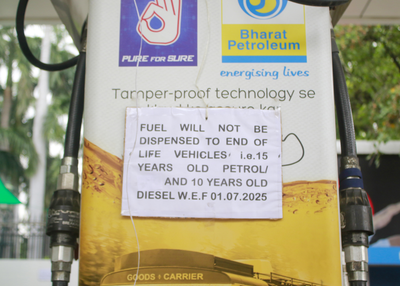 PURE FOR SURE
Bharat
Petroleum
energising lives
Tamper-proof technology se
FUEL WILL NOT BE
DISPENSED TO END OF
LIFE VEHICLES i.e.15
YEARS OLD PETROL/
AND 10 YEARS OLD
DIESEL W.E.F 01.07.2025
GOODS CARRIER